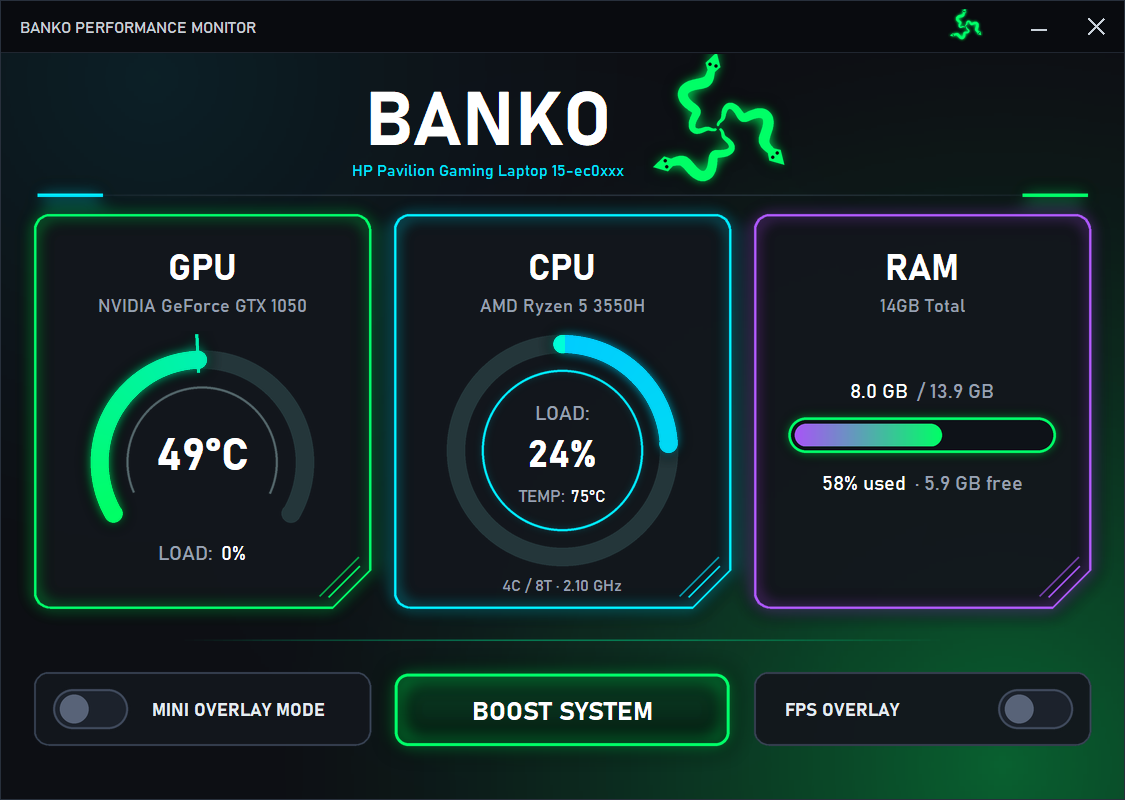 BANKO PERFORMANCE MONITOR
BANKO
HP Pavilion Gaming Laptop 15-ec0xxx
GPU
NVIDIA GeForce GTX 1050
49°C
LOAD: 0%
CPU
AMD Ryzen 5 3550H
LOAD:
24%
TEMP: 75°C
4C / 8T · 2.10 GHz
RAM
14GB Total
8.0 GB / 13.9 GB
58% used · 5.9 GB free
MINI OVERLAY MODE
BOOST SYSTEM
FPS OVERLAY